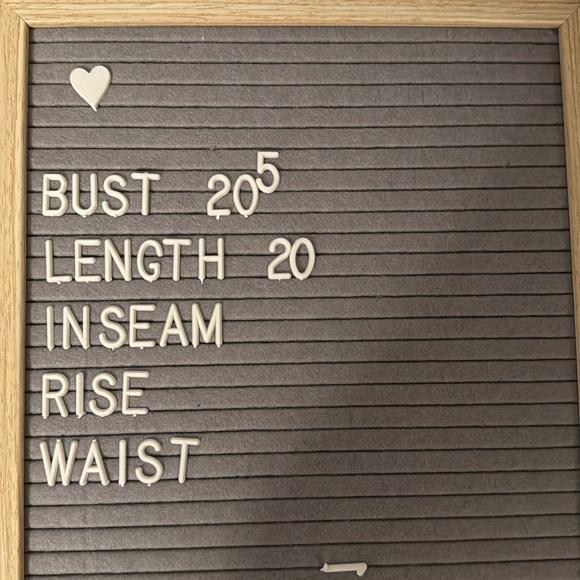 BUST 20⁵
LENGTH 20
INSEAM
RISE
WAIST